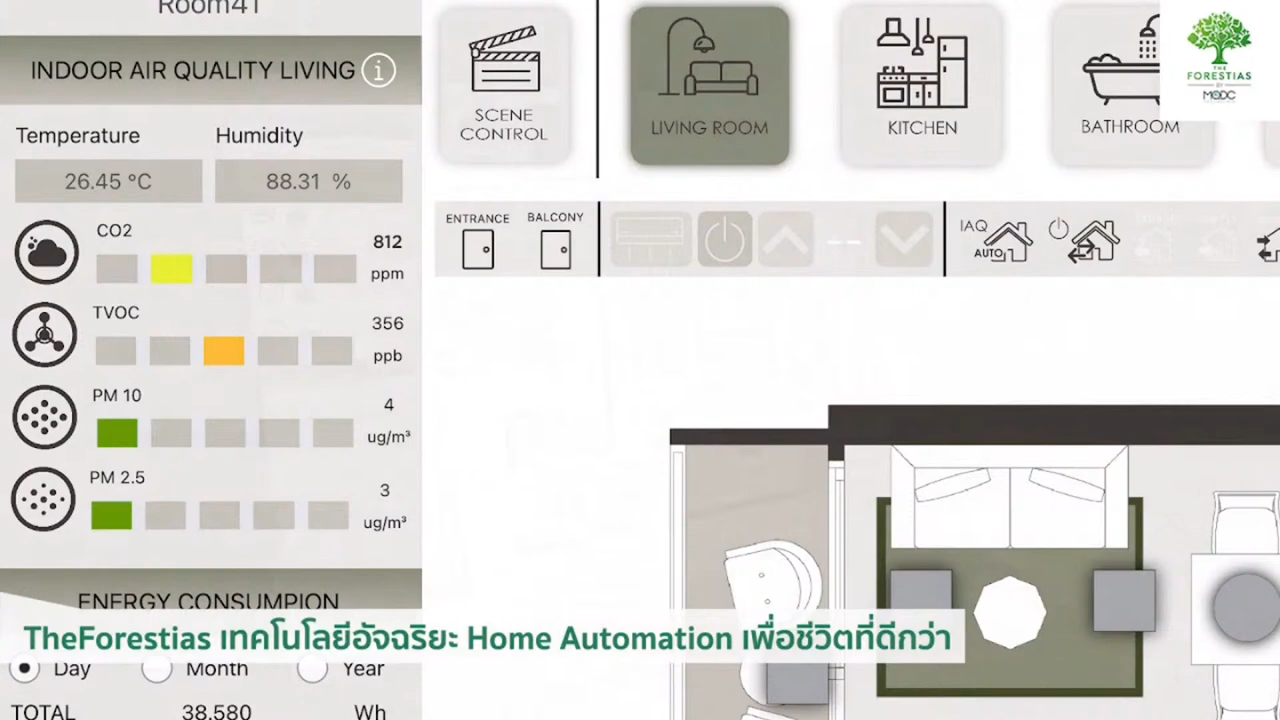 Room41
INDOOR AIR QUALITY LIVING i
Temperature
Humidity
26.45 °C
88.31 %
CO2
812
ppm
TVOC
356
ppb
PM 10
4
ug/m³
PM 2.5
3
ug/m³
ENERGY CONSUMPION
Day
Month
Year
TOTAL
38.580
Wh
SCENE
CONTROL
LIVING ROOM
KITCHEN
BATHROOM
THE
FORESTIAS
BY
MQDC
ENTRANCE
BALCONY
--
IAQ
AUTO
TheForestias เทคโนโลยีอัจฉริยะ Home Automation เพื่อชีวิตที่ดีกว่า